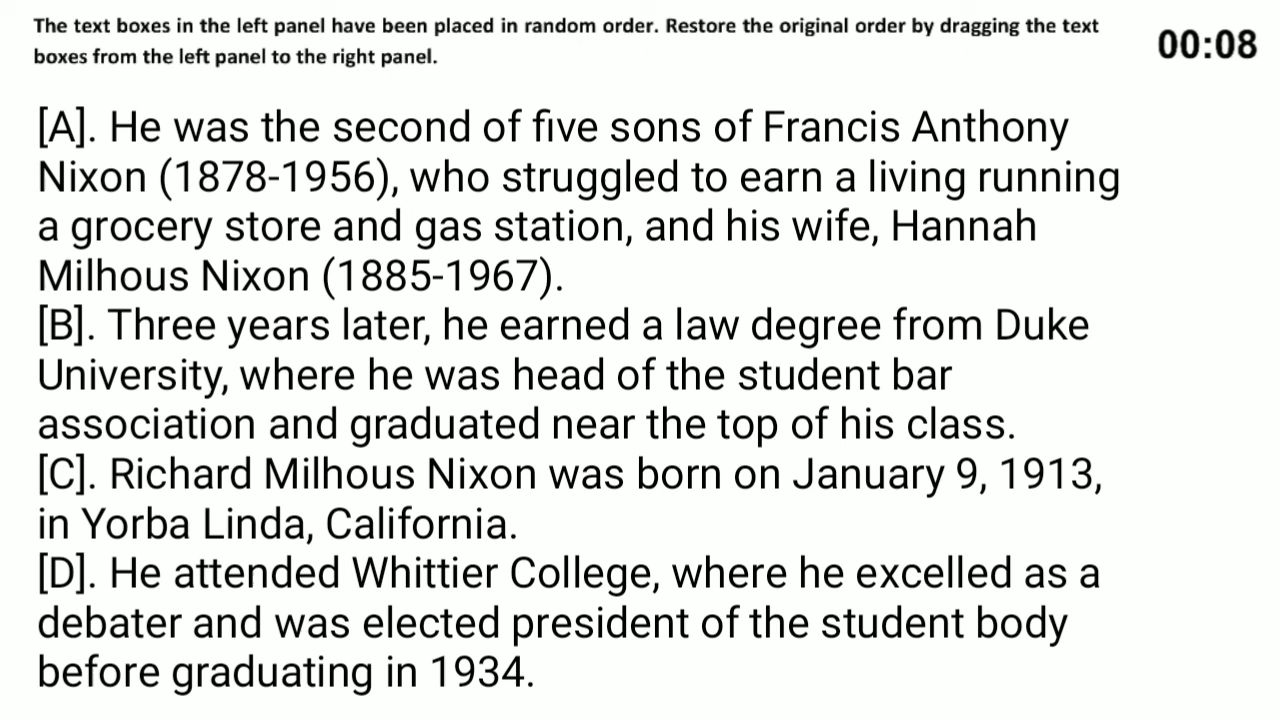 The text boxes in the left panel have been placed in random order. Restore the original order by dragging the text
boxes from the left panel to the right panel.
00:08
[A]. He was the second of five sons of Francis Anthony
Nixon (1878-1956), who struggled to earn a living running
a grocery store and gas station, and his wife, Hannah
Milhous Nixon (1885-1967).
[B]. Three years later, he earned a law degree from Duke
University, where he was head of the student bar
association and graduated near the top of his class.
[C]. Richard Milhous Nixon was born on January 9, 1913,
in Yorba Linda, California.
[D]. He attended Whittier College, where he excelled as a
debater and was elected president of the student body
before graduating in 1934.